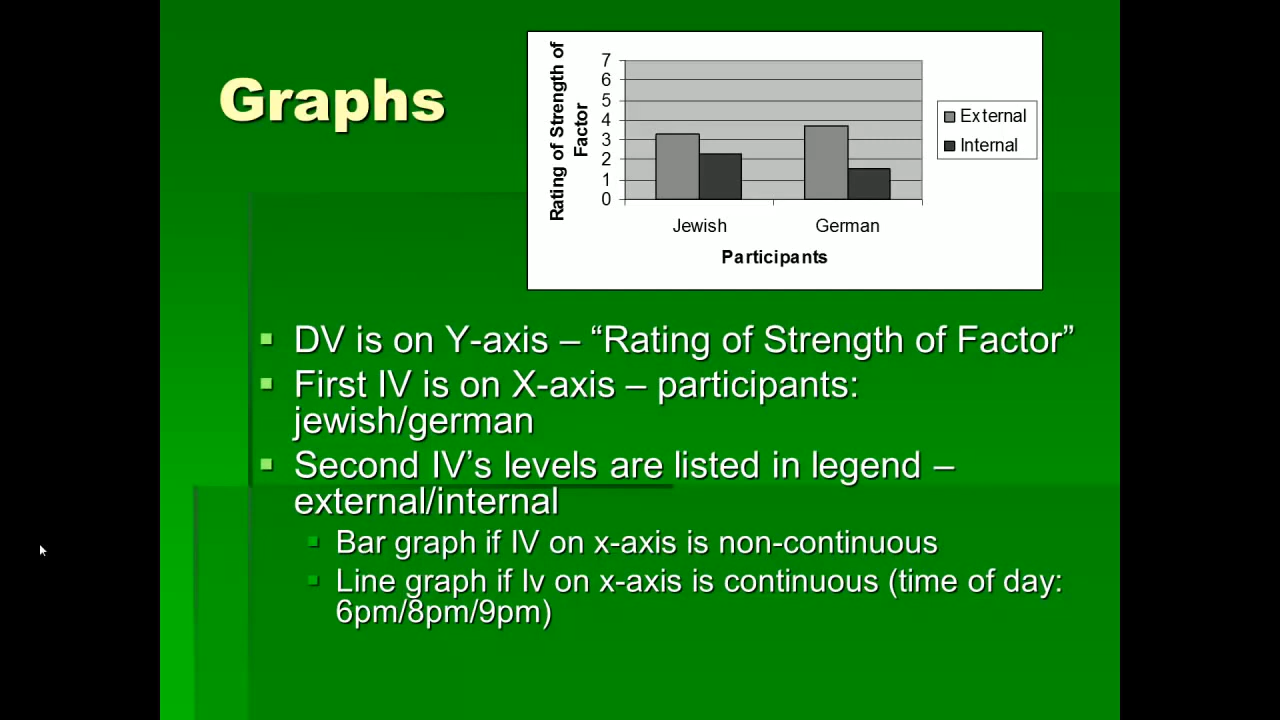 Graphs
Rating of Strength of
Factor
7
6
5
4
3
2
1
0
Jewish
German
Participants
External
Internal
DV is on Y-axis – “Rating of Strength of Factor”
First IV is on X-axis – participants:
jewish/german
Second IV’s levels are listed in legend –
external/internal
Bar graph if IV on x-axis is non-continuous
Line graph if Iv on x-axis is continuous (time of day:
6pm/8pm/9pm)